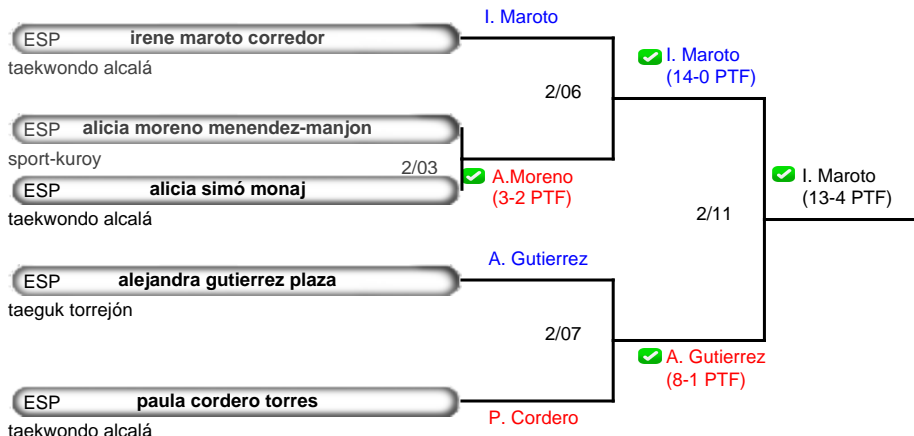 I. Maroto
ESP irene maroto corredor
taekwondo alcalá
I. Maroto
(14-0 PTF)
2/06
ESP alicia moreno menendez-manjon
sport-kuroy
2/03
A.Moreno
(3-2 PTF)
ESP alicia simó monaj
taekwondo alcalá
I. Maroto
(13-4 PTF)
2/11
A. Gutierrez
ESP alejandra gutierrez plaza
taeguk torrejón
2/07
A. Gutierrez
(8-1 PTF)
ESP paula cordero torres
P. Cordero
taekwondo alcalá